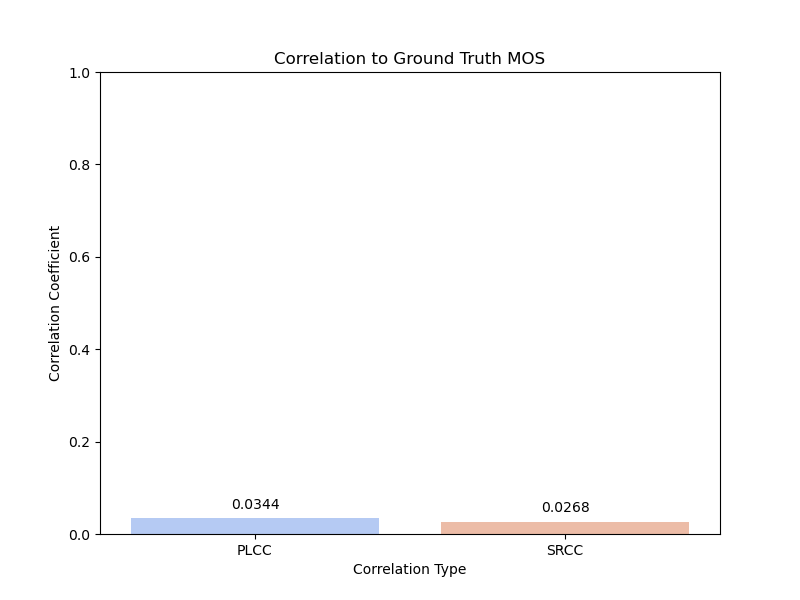 Correlation to Ground Truth MOS
Correlation Coefficient
1.0
0.8
0.6
0.4
0.2
0.0
0.0344
0.0268
PLCC
SRCC
Correlation Type